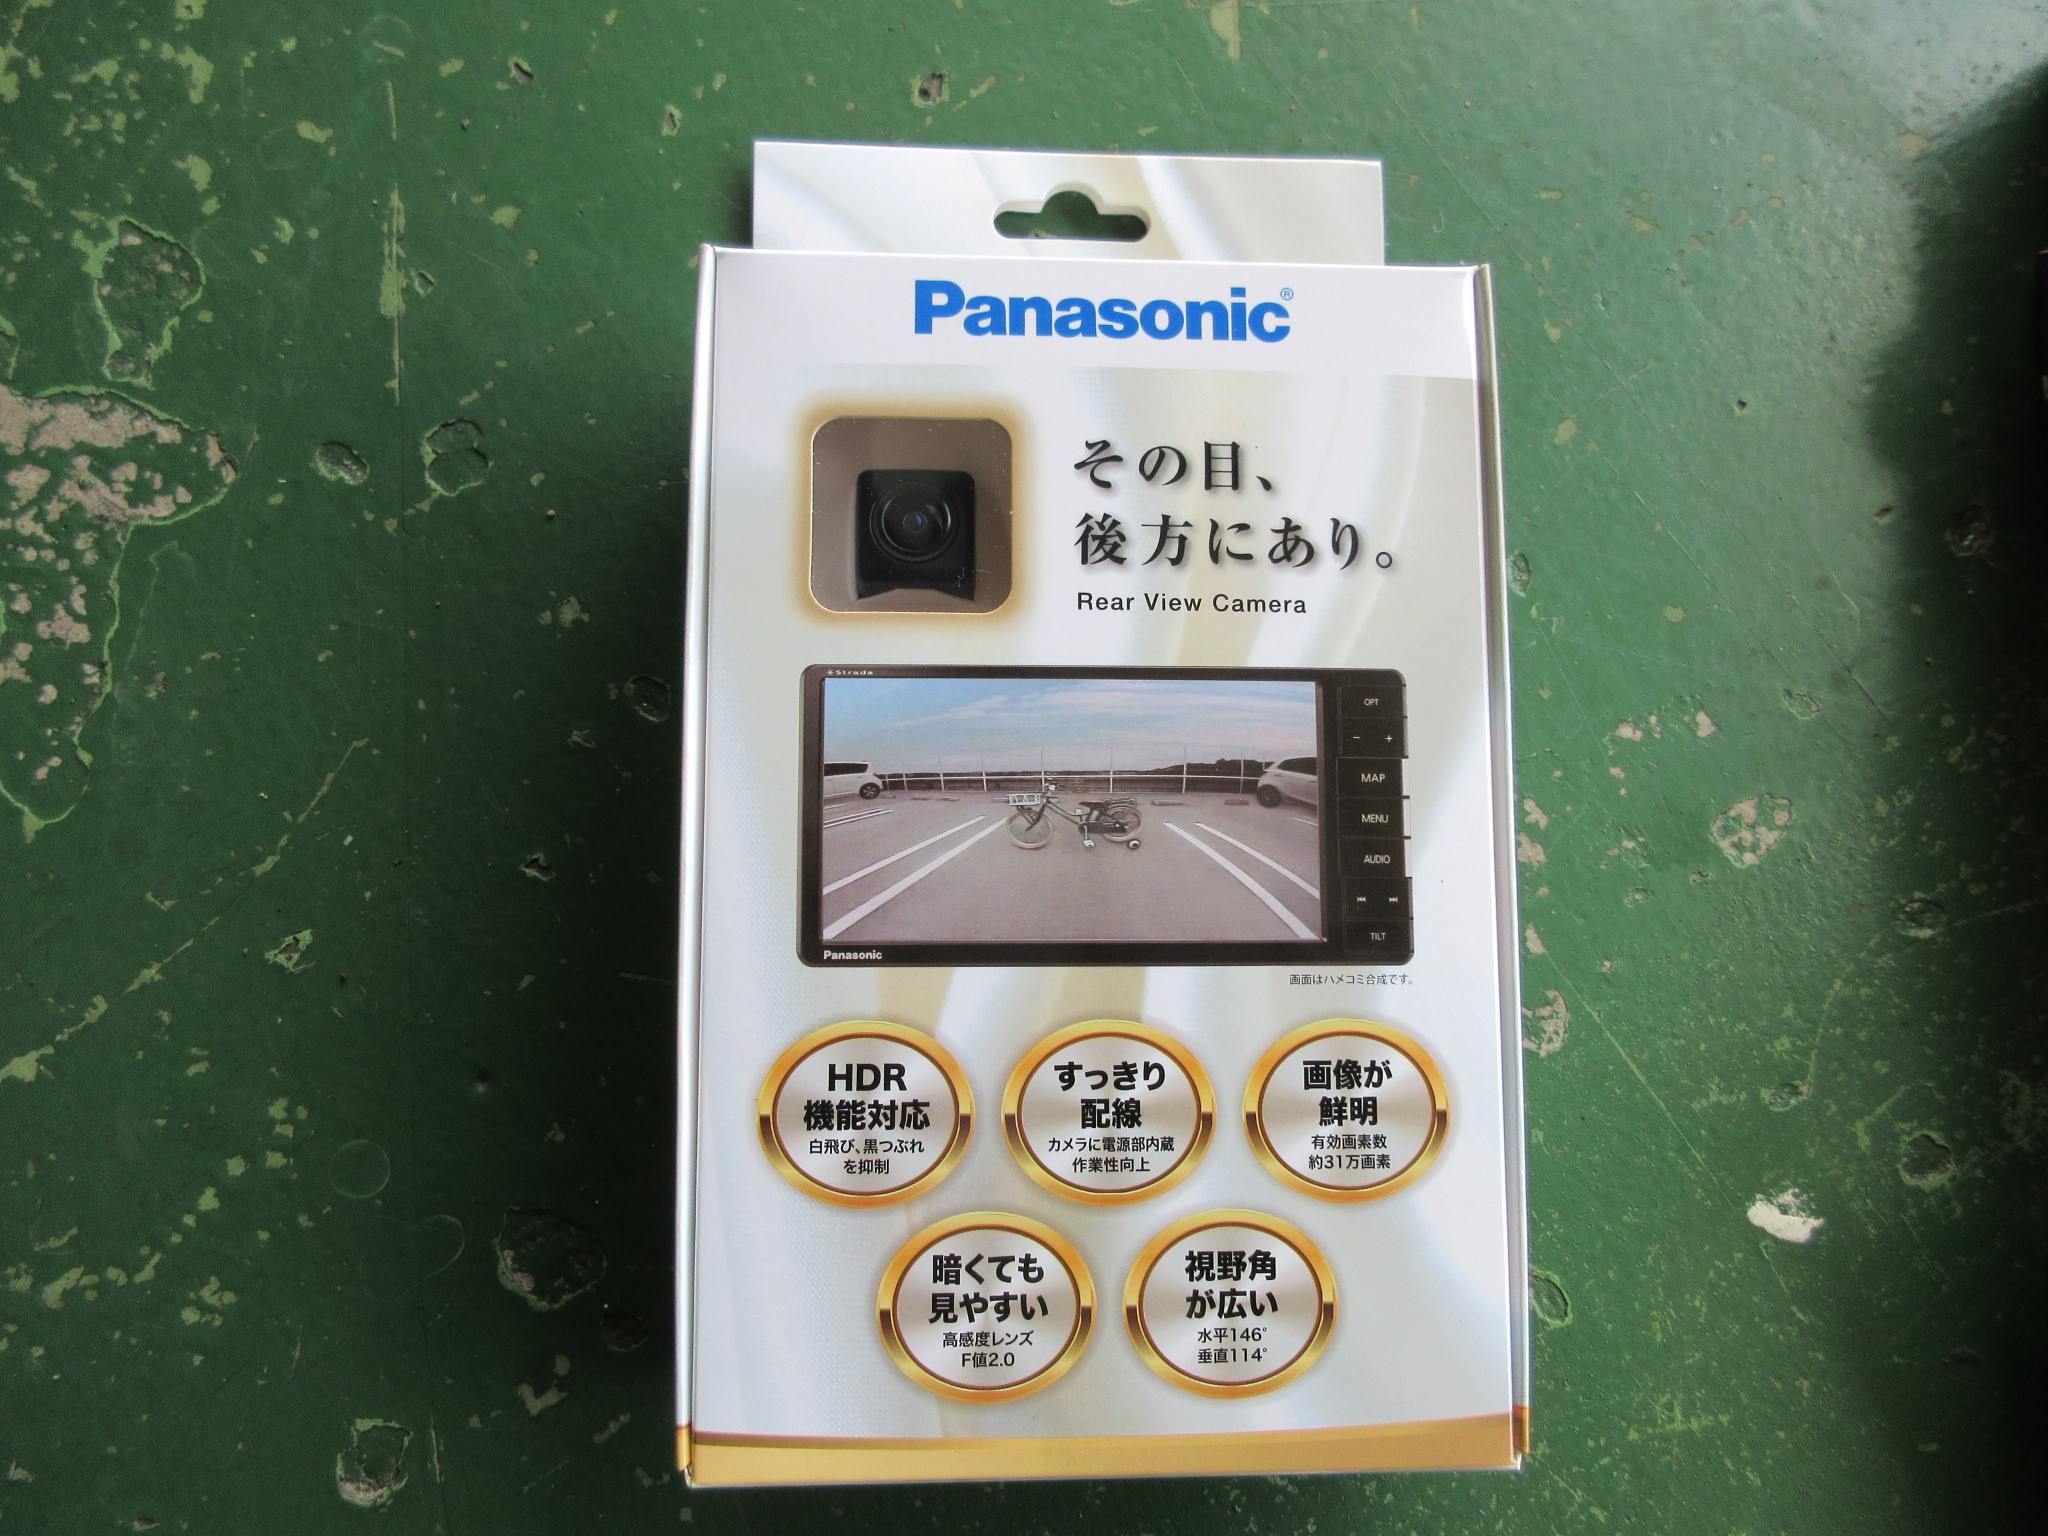 Panasonic®
その目、
後方にあり。
Rear View Camera
Strada
OPT
− +
MAP
MENU
AUDIO
TILT
Panasonic
画面はハメコミ合成です。
HDR
機能対応
白飛び、黒つぶれ
を抑制
すっきり
配線
カメラに電源部内蔵
作業性向上
画像が
鮮明
有効画素数
約31万画素
暗くても
見やすい
高感度レンズ
F値2.0
視野角
が広い
水平146°
垂直114°